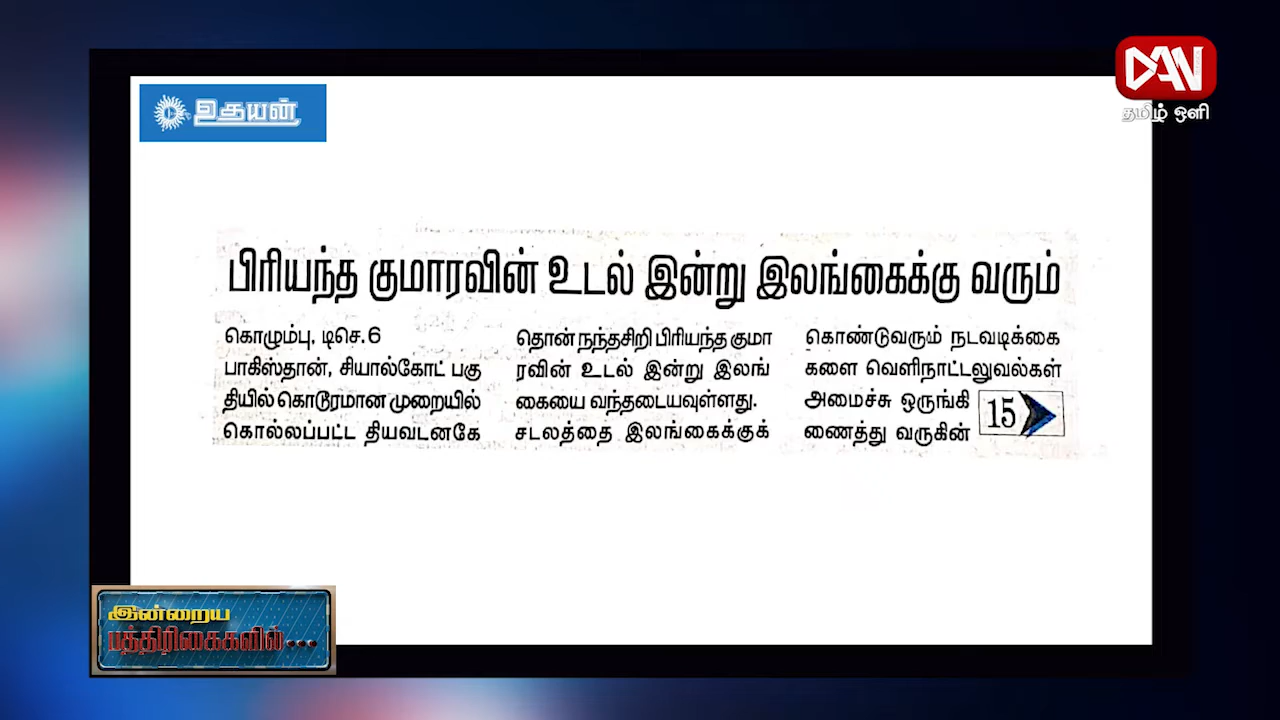 உதயன்
DAN
தமிழ் ஒளி
பிரியந்த குமாரவின் உடல் இன்று இலங்கைக்கு வரும்
கொழும்பு, டிசெ. 6
பாகிஸ்தான், சியால்கோட் பகு
தியில் கொடூரமான முறையில்
கொல்லப்பட்ட தியவடனகே
தொன் நந்தசிறி பிரியந்த குமா
ரவின் உடல் இன்று இலங்
கையை வந்தடையவுள்ளது.
சடலத்தை இலங்கைக்குக்
கொண்டுவரும் நடவடிக்கை
களை வெளிநாட்டலுவல்கள்
அமைச்சு ஒருங்கி
ணைத்து வருகின்
15
இன்றைய
பத்திரிகைகளில்...